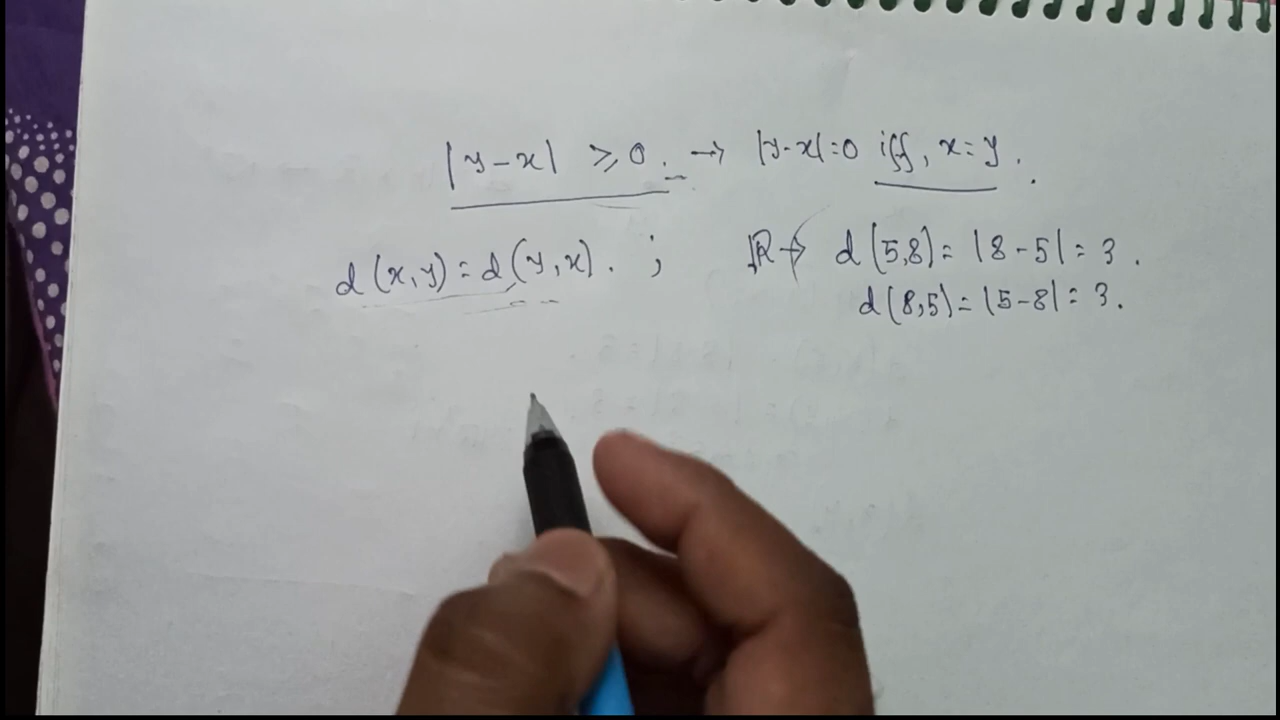 |y-x| ⩾ 0. → |y-x|=0 iff, x=y.
d(x,y)=d(y,x). ; ℝ→ d(5,8)=|8-5|=3.
d(8,5)=|5-8|=3.